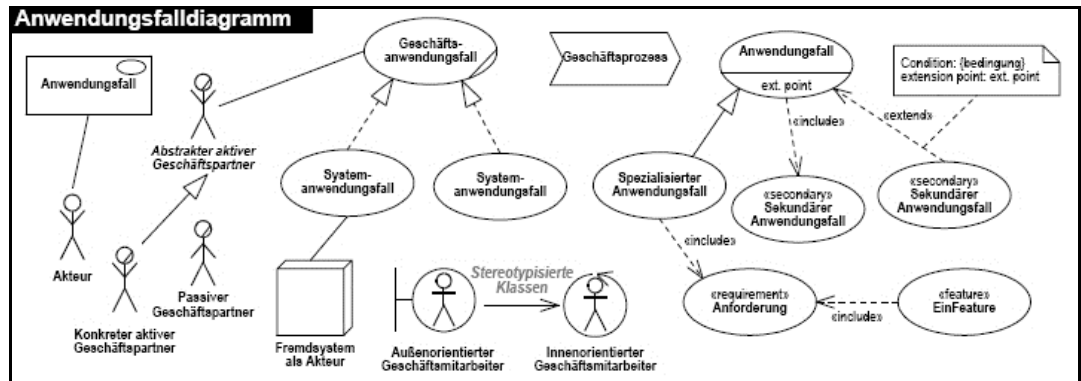 Anwendungsfalldiagramm
Anwendungsfall
Akteur
Abstrakter aktiver
Geschäftspartner
Konkreter aktiver
Geschäftspartner
Passiver
Geschäftspartner
Geschäfts-
anwendungsfall
System-
anwendungsfall
System-
anwendungsfall
Fremdsystem
als Akteur
Stereotypisierte
Klassen
Außenorientierter
Geschäftsmitarbeiter
Innenorientierter
Geschäftsmitarbeiter
Geschäftsprozess
Anwendungsfall
ext. point
Condition: {bedingung}
extension point: ext. point
«include»
«extend»
Spezialisierter
Anwendungsfall
«secondary»
Sekundärer
Anwendungsfall
«secondary»
Sekundärer
Anwendungsfall
«include»
«requirement»
Anforderung
«include»
«feature»
EinFeature